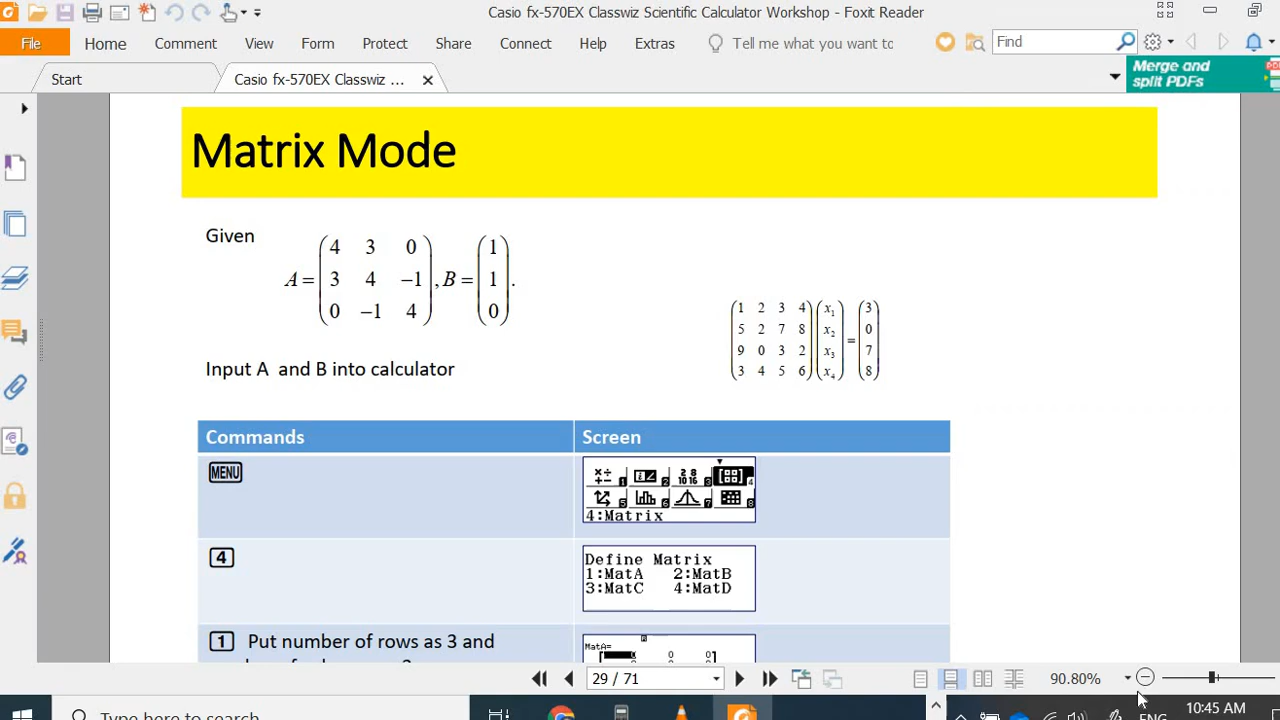 Casio fx-570EX Classwiz Scientific Calculator Workshop - Foxit Reader
File Home Comment View Form Protect Share Connect Help Extras Tell me what you want to Find
Start Casio fx-570EX Classwiz ... Merge and
split PDFs
Matrix Mode
Given
4 3 0 1
A = 3 4 −1 , B = 1 .
0 −1 4 0
1 2 3 4 x₁ 3
5 2 7 8 x₂ = 0
9 0 3 2 x₃ 7
3 4 5 6 x₄ 8
Input A and B into calculator
Commands Screen
MENU
4:Matrix
4
Define Matrix
1:MatA 2:MatB
3:MatC 4:MatD
1 Put number of rows as 3 and
MatA=
29 / 71 90.80%
Type here to search ENG 10:45 AM